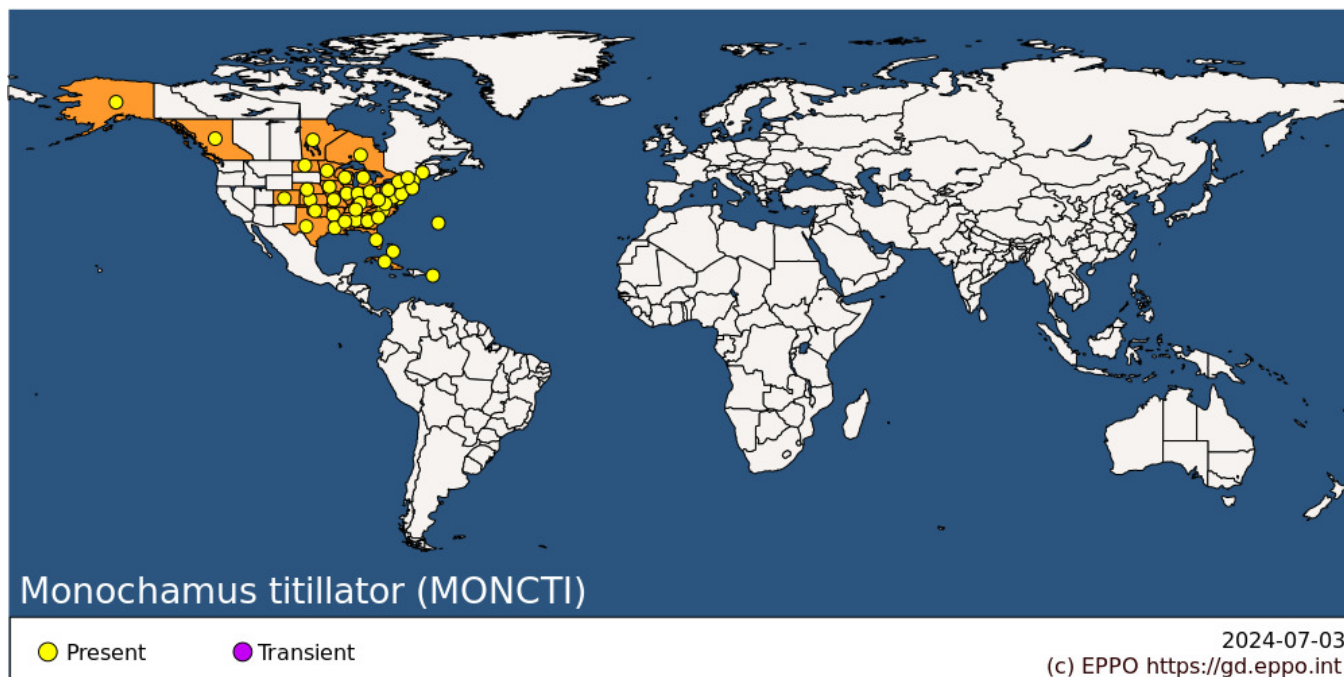 Monochamus titillator (MONCTI)
Present
Transient
2024-07-03
(c) EPPO https://gd.eppo.int